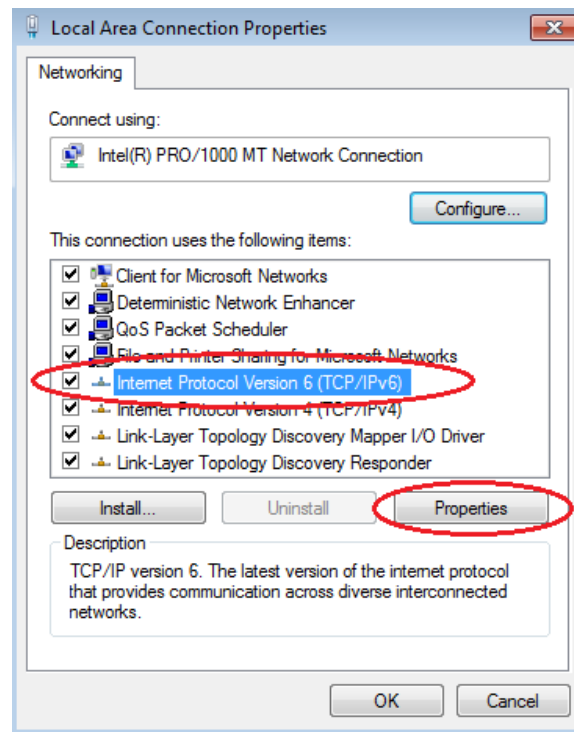 Local Area Connection Properties
Networking
Connect using:
Intel(R) PRO/1000 MT Network Connection
Configure...
This connection uses the following items:
Client for Microsoft Networks
Deterministic Network Enhancer
QoS Packet Scheduler
File and Printer Sharing for Microsoft Networks
Internet Protocol Version 6 (TCP/IPv6)
Internet Protocol Version 4 (TCP/IPv4)
Link-Layer Topology Discovery Mapper I/O Driver
Link-Layer Topology Discovery Responder
Install... Uninstall Properties
Description
TCP/IP version 6. The latest version of the internet protocol
that provides communication across diverse interconnected
networks.
OK Cancel